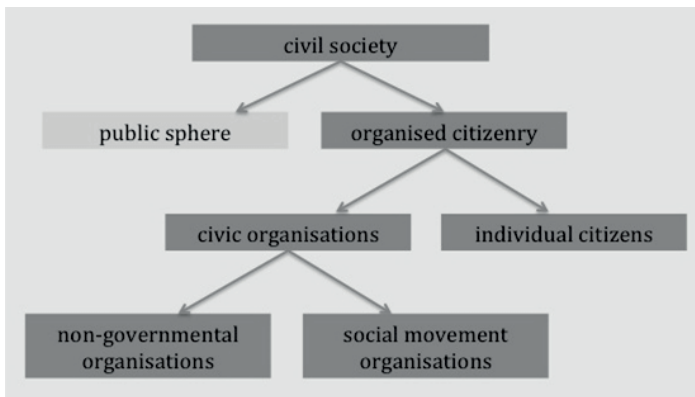 civil society
public sphere
organised citizenry
civic organisations
individual citizens
non-governmental
organisations
social movement
organisations